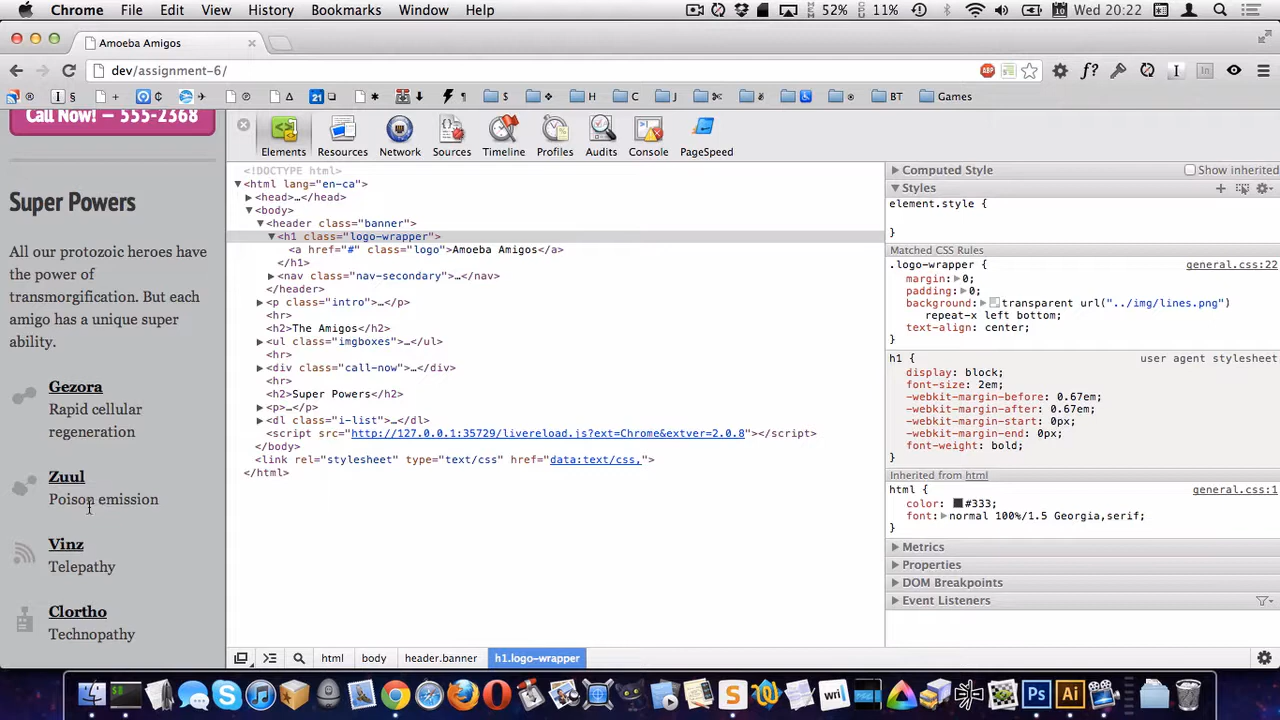 Chrome File Edit View History Bookmarks Window Help 52% 11% Wed 20:22
Amoeba Amigos
dev/assignment-6/
ABP f?
H C J BT Games
Call Now! – 555-2368
Elements Resources Network Sources Timeline Profiles Audits Console PageSpeed
Super Powers
All our protozoic heroes
have the power of
transmorgification. But each
amigo has a unique super
ability.
Gezora
Rapid cellular
regeneration
Zuul
Poison emission
Vinz
Telepathy
Clortho
Technopathy
<!DOCTYPE html>
<html lang="en-ca">
<head>…</head>
<body>
<header class="banner">
<h1 class="logo-wrapper">
<a href="#" class="logo">Amoeba Amigos</a>
</h1>
<nav class="nav-secondary">…</nav>
</header>
<p class="intro">…</p>
<hr>
<h2>The Amigos</h2>
<ul class="imgboxes">…</ul>
<hr>
<div class="call-now">…</div>
<hr>
<h2>Super Powers</h2>
<p>…</p>
<dl class="i-list">…</dl>
<script src="http://127.0.0.1:35729/livereload.js?ext=Chrome&extver=2.0.8"></script>
</body>
<link rel="stylesheet" type="text/css" href="data:text/css,">
</html>
Computed Style Show inherited
Styles
element.style {
}
Matched CSS Rules
.logo-wrapper { general.css:22
margin: 0;
padding: 0;
background: transparent url("../img/lines.png")
repeat-x left bottom;
text-align: center;
}
h1 { user agent stylesheet
display: block;
font-size: 2em;
-webkit-margin-before: 0.67em;
-webkit-margin-after: 0.67em;
-webkit-margin-start: 0px;
-webkit-margin-end: 0px;
font-weight: bold;
}
Inherited from html
html { general.css:1
color: #333;
font: normal 100%/1.5 Georgia,serif;
}
Metrics
Properties
DOM Breakpoints
Event Listeners
html body header.banner h1.logo-wrapper
S wri Ps Ai